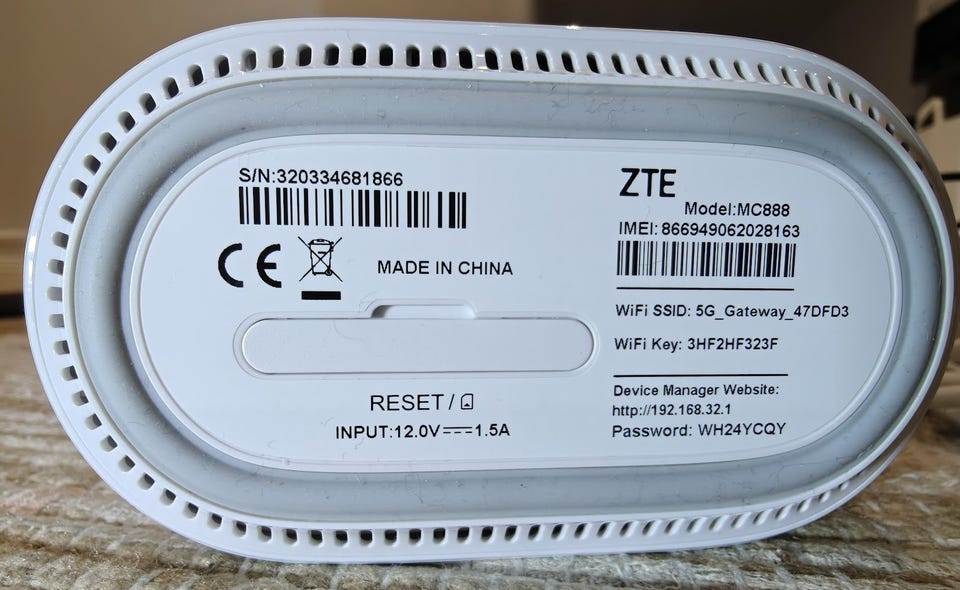 S/N:320334681866
CE
MADE IN CHINA
RESET /
INPUT:12.0V 1.5A
ZTE
Model:MC888
IMEI: 866949062028163
WiFi SSID: 5G_Gateway_47DFD3
WiFi Key: 3HF2HF323F
Device Manager Website:
http://192.168.32.1
Password: WH24YCQY